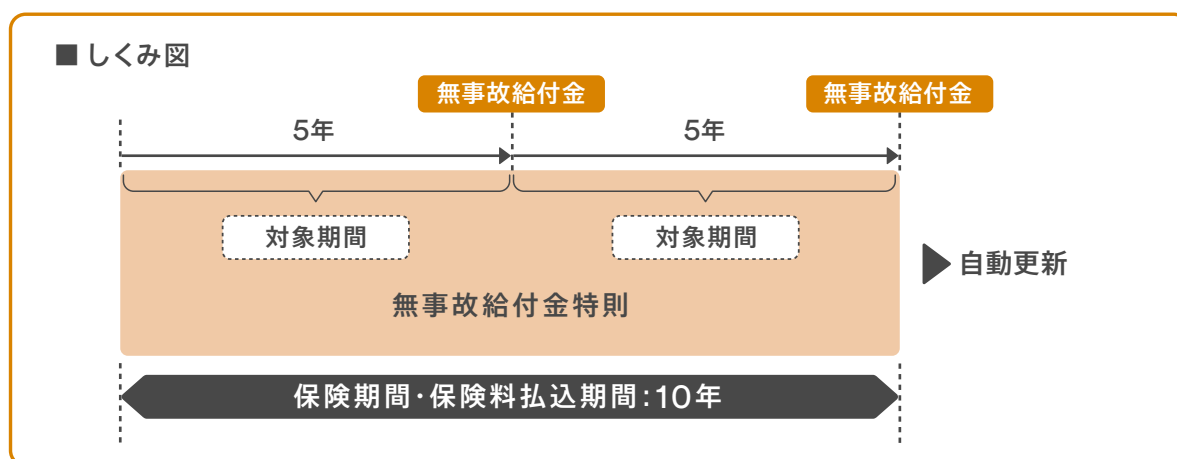 ■ しくみ図
無事故給付金
無事故給付金
5年
5年
対象期間
対象期間
自動更新
無事故給付金特則
保険期間・保険料払込期間:10年